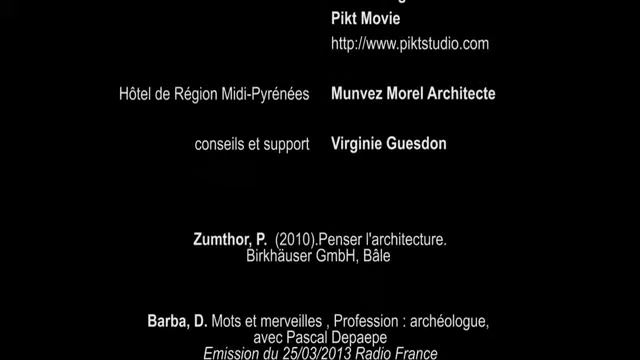 Pikt Movie
http://www.piktstudio.com
Hôtel de Région Midi-Pyrénées Munvez Morel Architecte
conseils et support Virginie Guesdon
Zumthor, P. (2010).Penser l'architecture.
Birkhäuser GmbH, Bâle
Barba, D. Mots et merveilles , Profession : archéologue,
avec Pascal Depaepe
Emission du 25/03/2013 Radio France